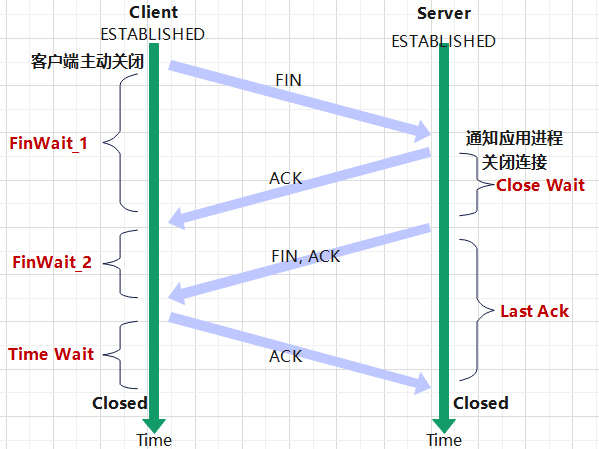 Client
Server
ESTABLISHED
ESTABLISHED
客户端主动关闭
FIN
FinWait_1
通知应用进程
关闭连接
ACK
Close Wait
FinWait_2
FIN, ACK
Last Ack
Time Wait
ACK
Closed
Closed
Time
Time